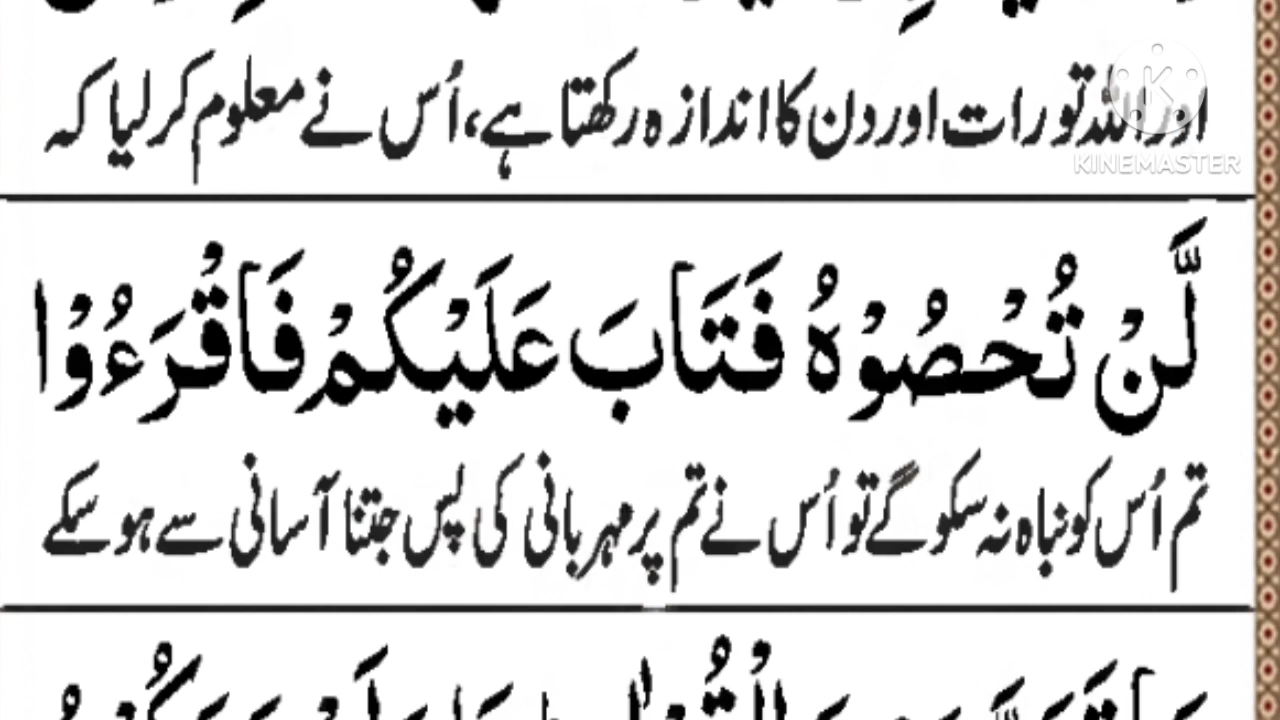 اور اللہ تو رات اور دن کا اندازہ رکھتا ہے، اُس نے معلوم کر لیا کہ
KINEMASTER
لَّنْ تُحْصُوْهُ فَتَابَ عَلَيْكُمْ فَاقْرَءُوْا
تم اُس کو نباہ نہ سکو گے تو اُس نے تم پر مہربانی کی پس جتنا آسانی سے ہو سکے